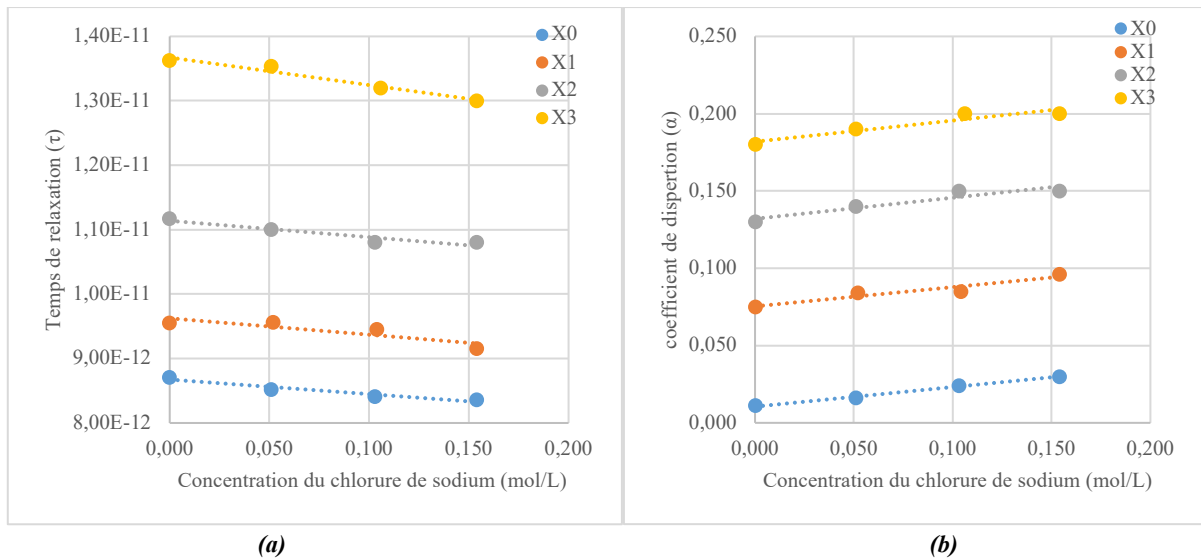 1,40E-11
1,30E-11
1,20E-11
1,10E-11
1,00E-11
9,00E-12
8,00E-12
Temps de relaxation (τ)
0,000 0,050 0,100 0,150 0,200
Concentration du chlorure de sodium (mol/L)
X0
X1
X2
X3
(a)
0,250
0,200
0,150
0,100
0,050
0,000
coefficient de dispertion (α)
0,000 0,050 0,100 0,150 0,200
Concentration du chlorure de sodium (mol/L)
X0
X1
X2
X3
(b)